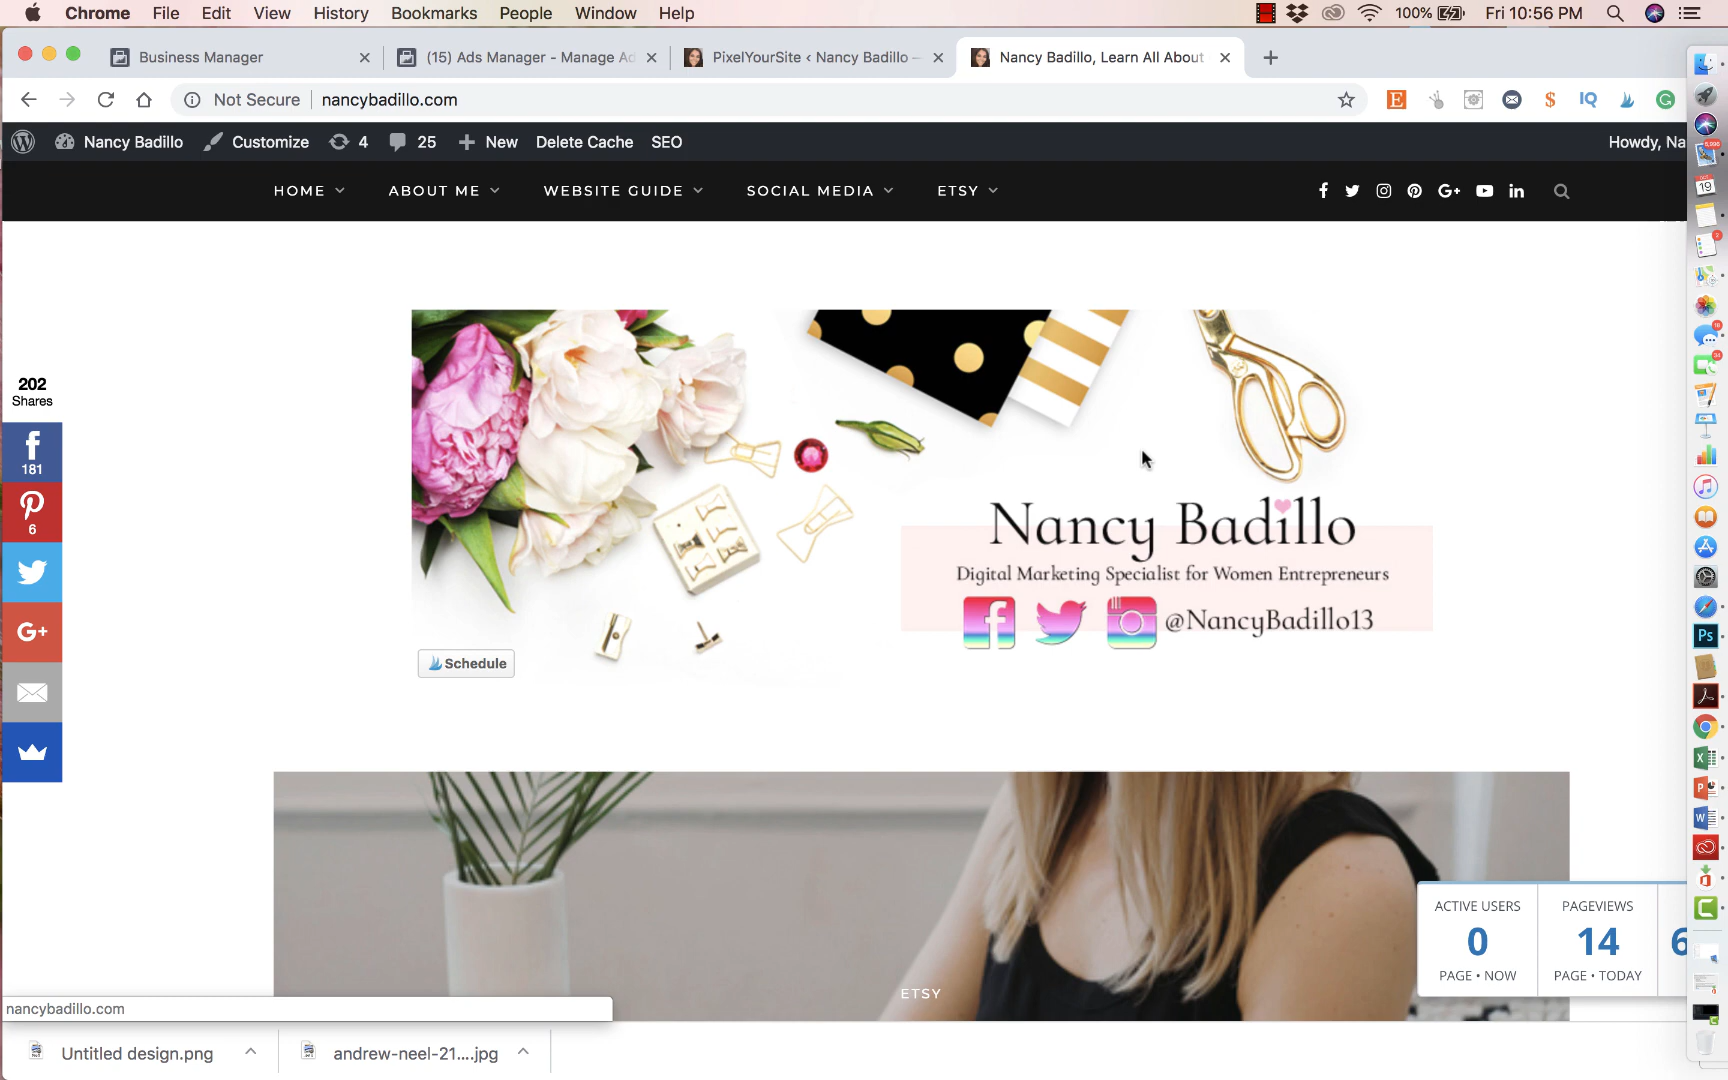 Chrome File Edit View History Bookmarks People Window Help 100% Fri 10:56 PM
Business Manager (15) Ads Manager - Manage Ad PixelYourSite ‹ Nancy Badillo — Nancy Badillo, Learn All About
Not Secure nancybadillo.com
Nancy Badillo Customize 4 25 New Delete Cache SEO Howdy, Na
HOME ABOUT ME WEBSITE GUIDE SOCIAL MEDIA ETSY
202
Shares
181
6
G+
Nancy Badillo
Digital Marketing Specialist for Women Entrepreneurs
@NancyBadillo13
Schedule
ETSY
ACTIVE USERS PAGEVIEWS
0 14 6
PAGE • NOW PAGE • TODAY
nancybadillo.com
Untitled design.png andrew-neel-21....jpg